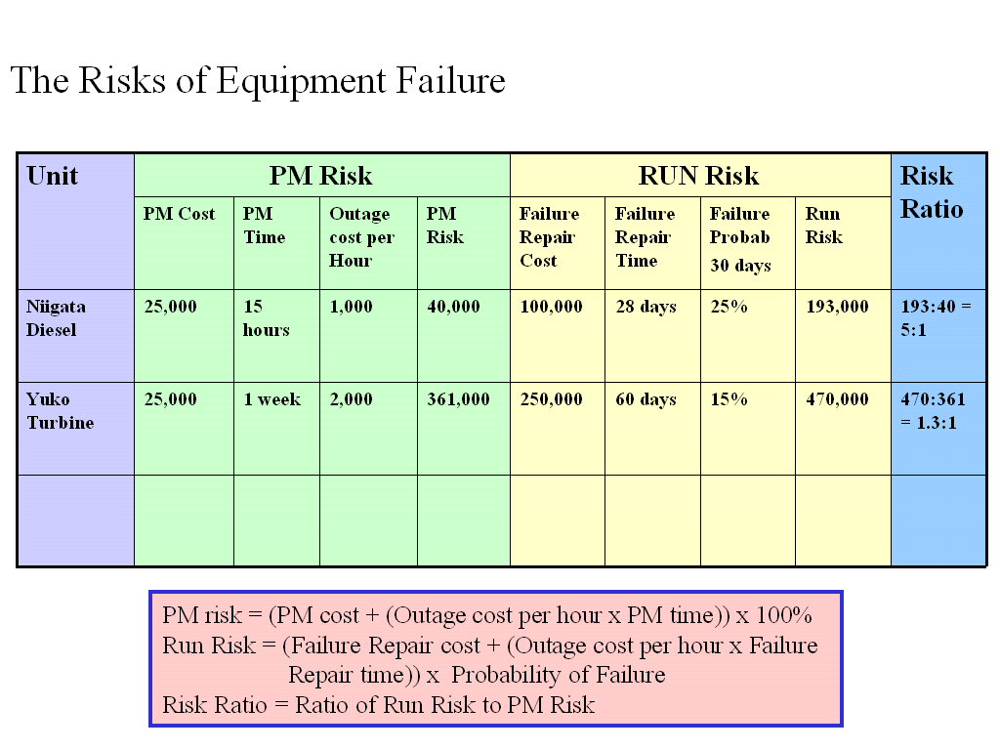 The Risks of Equipment Failure
Unit PM Risk RUN Risk Risk
Ratio
PM Cost PM
Time Outage
cost per
Hour PM
Risk Failure
Repair
Cost Failure
Repair
Time Failure
Probab
30 days Run
Risk
Niigata
Diesel 25,000 15
hours 1,000 40,000 100,000 28 days 25% 193,000 193:40 =
5:1
Yuko
Turbine 25,000 1 week 2,000 361,000 250,000 60 days 15% 470,000 470:361
= 1.3:1
PM risk = (PM cost + (Outage cost per hour x PM time)) x 100%
Run Risk = (Failure Repair cost + (Outage cost per hour x Failure
Repair time)) x Probability of Failure
Risk Ratio = Ratio of Run Risk to PM Risk